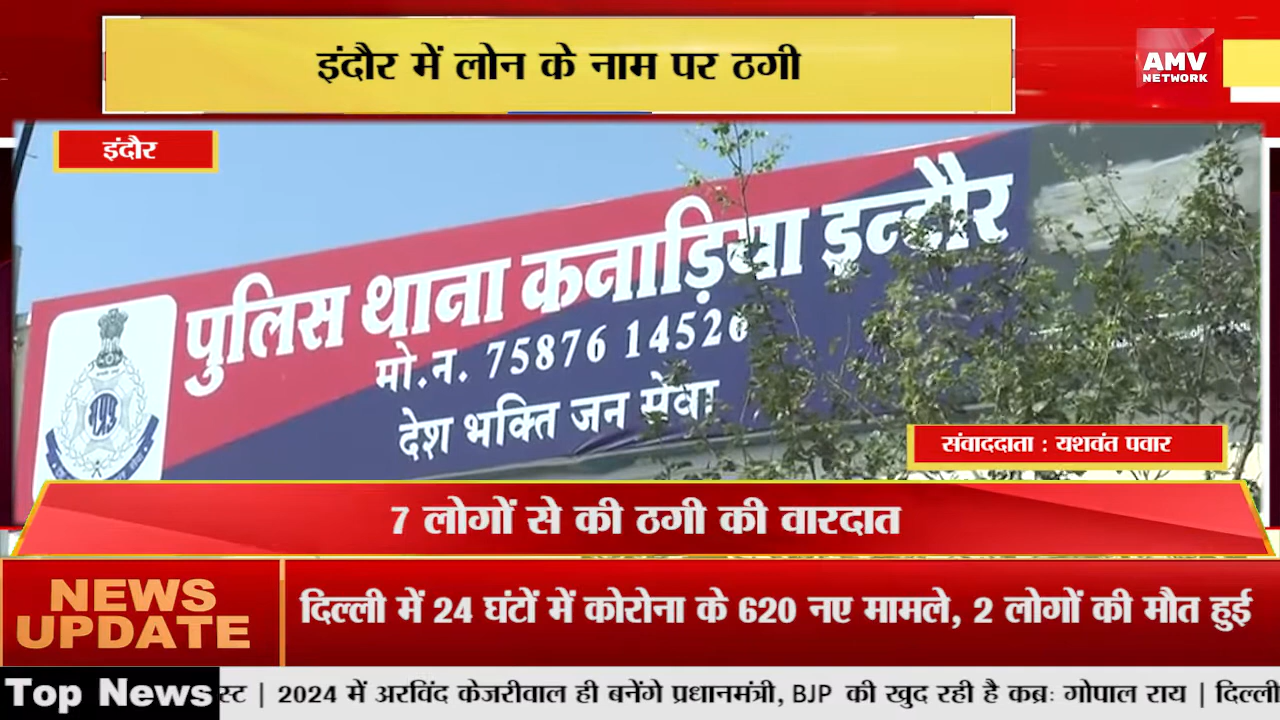 इंदौर में लोन के नाम पर ठगी
AMV
NETWORK
इंदौर
पुलिस थाना कनाड़िया इन्दौर
मो.न. 75876 14526
देश भक्ति जन सेवा
संवाददाता : यशवंत पवार
7 लोगों से की ठगी की वारदात
NEWS
UPDATE
दिल्ली में 24 घंटों में कोरोना के 620 नए मामले, 2 लोगों की मौत हुई
Top News
स्ट | 2024 में अरविंद केजरीवाल ही बनेंगे प्रधानमंत्री, BJP की खुद रही है कब्रः गोपाल राय | दिल्ली